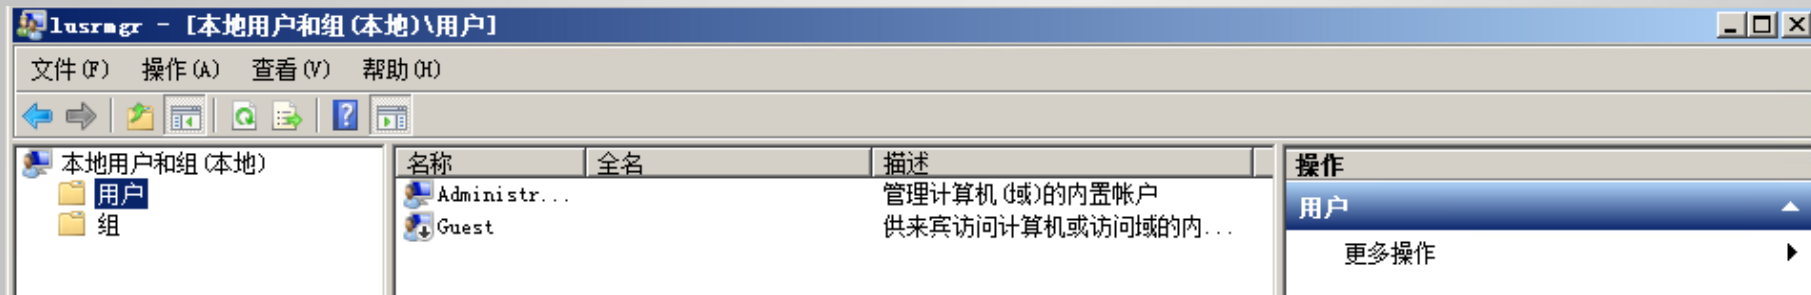 lusrmgr - [本地用户和组(本地)\用户]
文件(F) 操作(A) 查看(V) 帮助(H)
本地用户和组(本地)
用户
组
名称 全名 描述
Administr... 管理计算机(域)的内置帐户
Guest 供来宾访问计算机或访问域的内...
操作
用户
更多操作